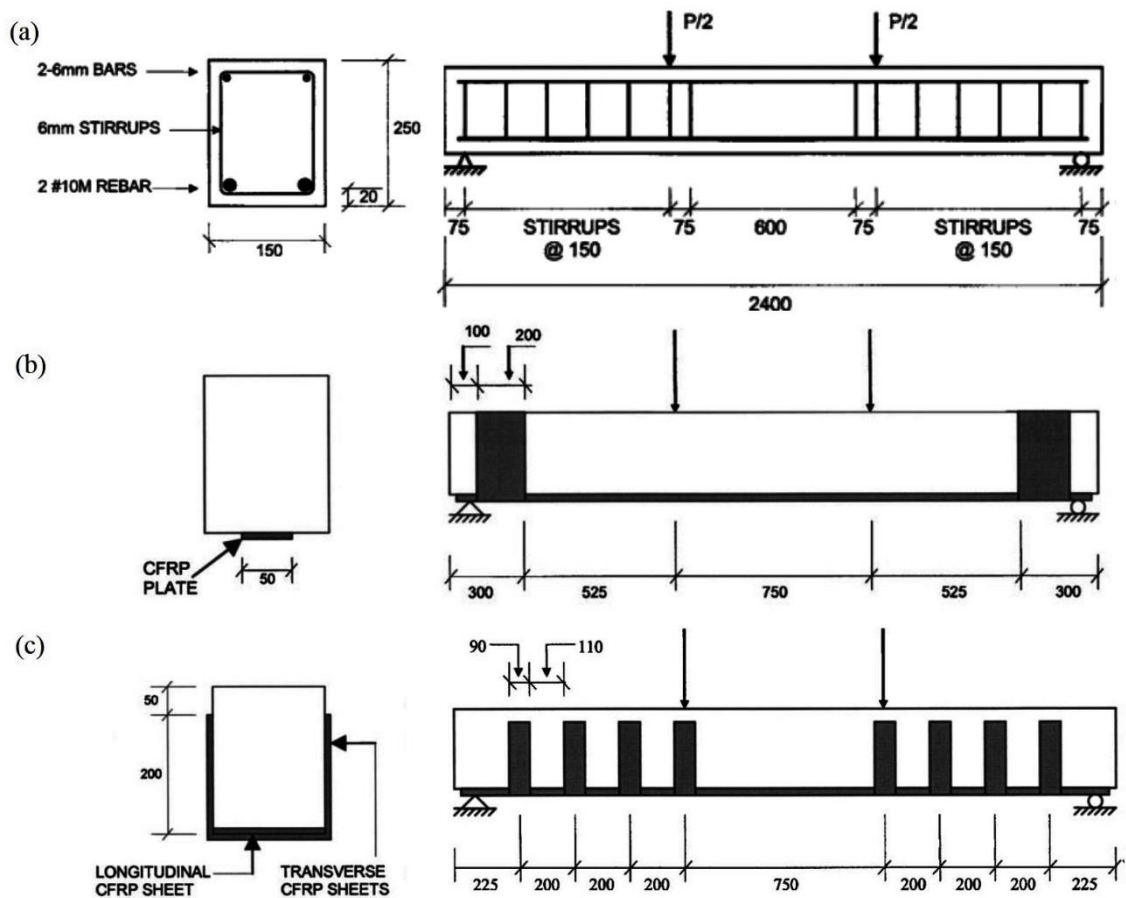 (a)
P/2
P/2
2-6mm BARS
6mm STIRRUPS
250
2 #10M REBAR
20
150
75
STIRRUPS
@ 150
75
600
75
STIRRUPS
@ 150
75
2400
(b)
100
200
CFRP
PLATE
50
300
525
750
525
300
(c)
90
110
50
200
LONGITUDINAL
CFRP SHEET
TRANSVERSE
CFRP SHEETS
225
200
200
200
750
200
200
200
225